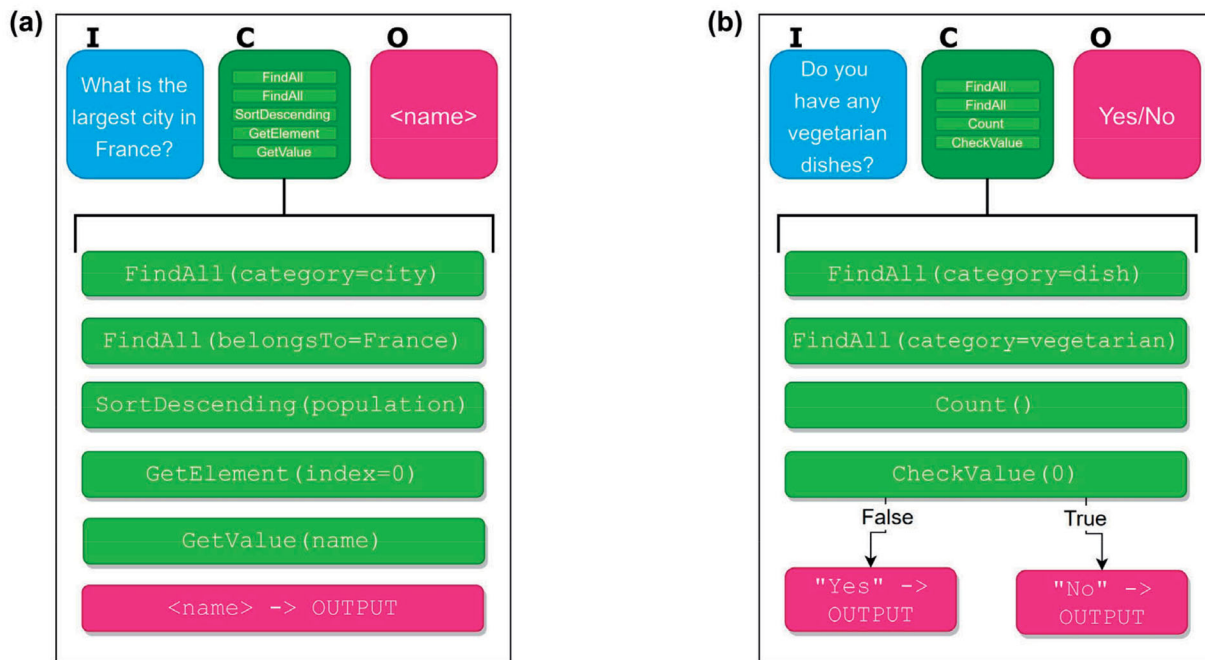 (a)
I
C
O
What is the
largest city in
France?
FindAll
FindAll
SortDescending
GetElement
GetValue
<name>
FindAll(category=city)
FindAll(belongsTo=France)
SortDescending(population)
GetElement(index=0)
GetValue(name)
<name> -> OUTPUT
(b)
I
C
O
Do you
have any
vegetarian
dishes?
FindAll
FindAll
Count
CheckValue
Yes/No
FindAll(category=dish)
FindAll(category=vegetarian)
Count()
CheckValue(0)
False
True
"Yes" ->
OUTPUT
"No" ->
OUTPUT